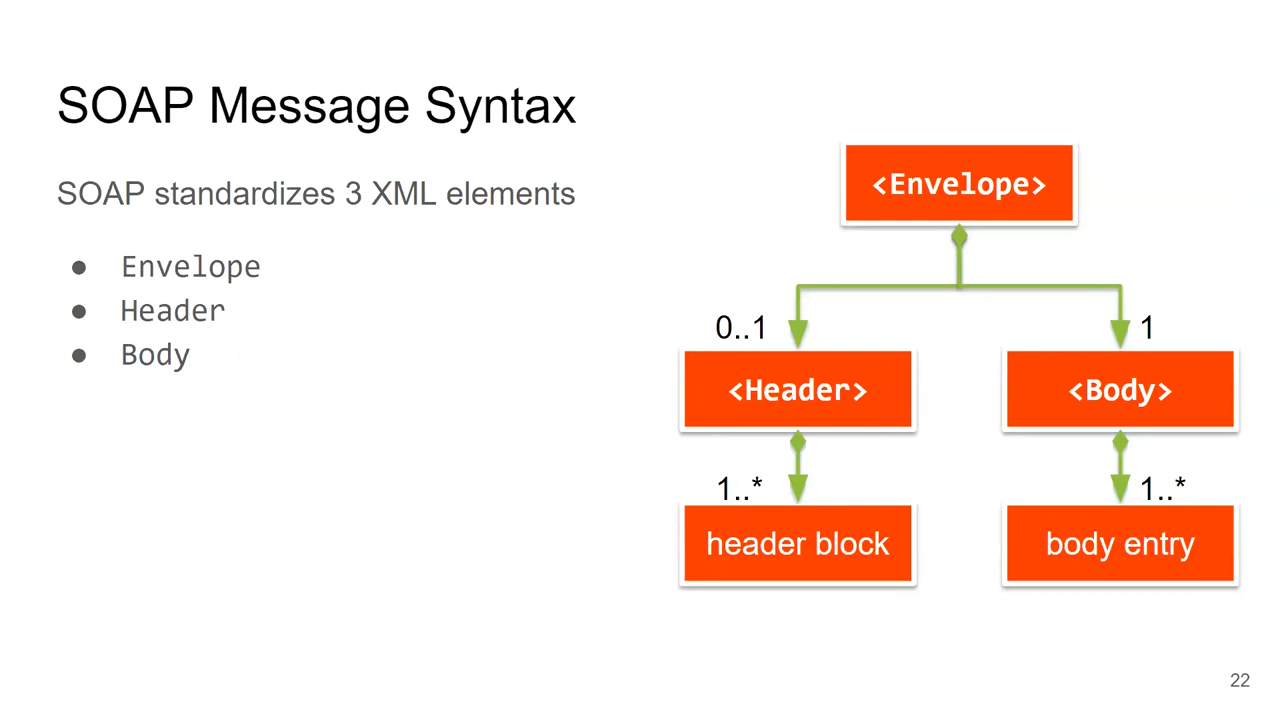 SOAP Message Syntax
SOAP standardizes 3 XML elements
● Envelope
● Header
● Body
<Envelope>
0..1
1
<Header>
<Body>
1..*
1..*
header block
body entry
22